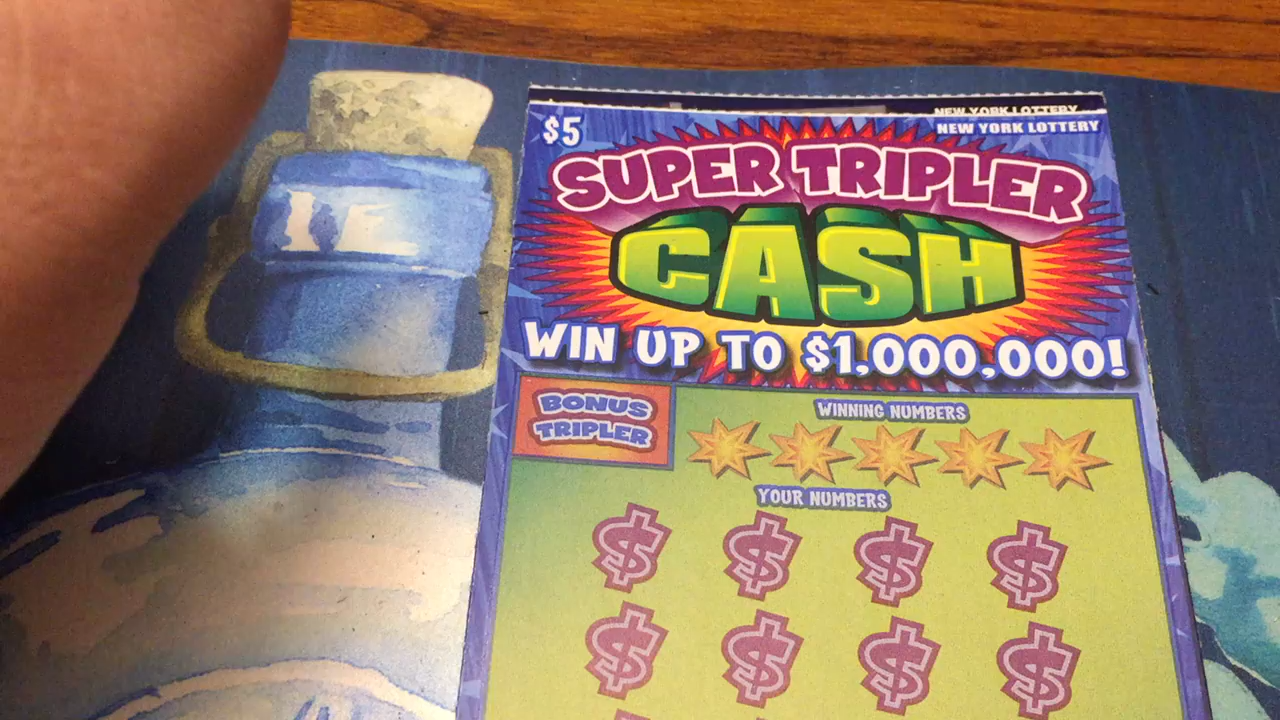 NEW YORK LOTTERY
$5
NEW YORK LOTTERY
SUPER TRIPLER
CASH
WIN UP TO $1,000,000!
BONUS
TRIPLER
WINNING NUMBERS
YOUR NUMBERS
$ $ $ $
$ $ $ $